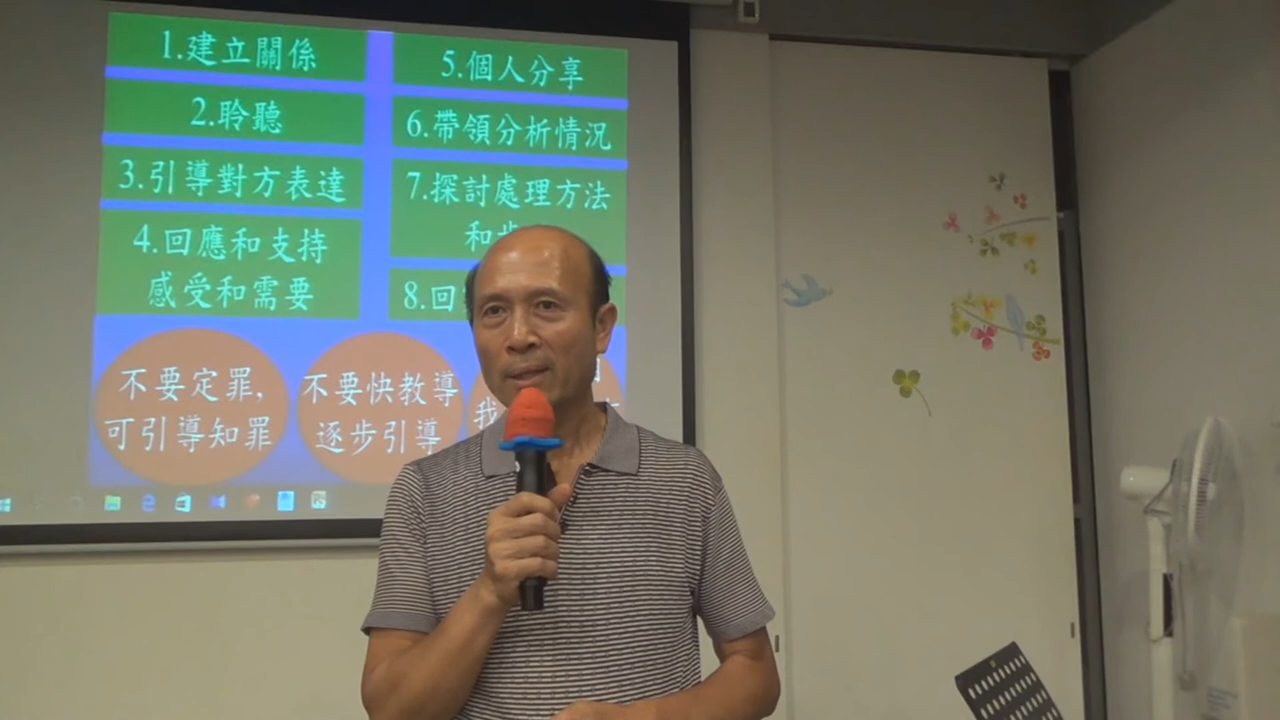 1.建立關係
2.聆聽
3.引導對方表達
4.回應和支持
感受和需要
5.個人分享
6.帶領分析情況
7.探討處理方法
和
8.回
不要定罪,
可引導知罪
不要快教導
逐步引導
我